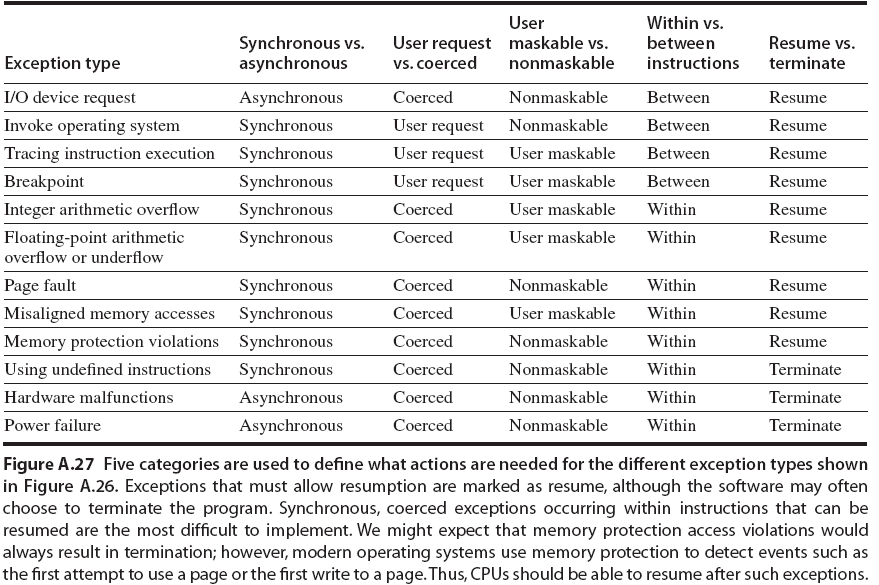 Exception type Synchronous vs. asynchronous User request vs. coerced User maskable vs. nonmaskable Within vs. between instructions Resume vs. terminate
I/O device request Asynchronous Coerced Nonmaskable Between Resume
Invoke operating system Synchronous User request Nonmaskable Between Resume
Tracing instruction execution Synchronous User request User maskable Between Resume
Breakpoint Synchronous User request User maskable Between Resume
Integer arithmetic overflow Synchronous Coerced User maskable Within Resume
Floating-point arithmetic overflow or underflow Synchronous Coerced User maskable Within Resume
Page fault Synchronous Coerced Nonmaskable Within Resume
Misaligned memory accesses Synchronous Coerced User maskable Within Resume
Memory protection violations Synchronous Coerced Nonmaskable Within Resume
Using undefined instructions Synchronous Coerced Nonmaskable Within Terminate
Hardware malfunctions Asynchronous Coerced Nonmaskable Within Terminate
Power failure Asynchronous Coerced Nonmaskable Within Terminate
Figure A.27 Five categories are used to define what actions are needed for the different exception types shown
in Figure A.26. Exceptions that must allow resumption are marked as resume, although the software may often
choose to terminate the program. Synchronous, coerced exceptions occurring within instructions that can be
resumed are the most difficult to implement. We might expect that memory protection access violations would
always result in termination; however, modern operating systems use memory protection to detect events such as
the first attempt to use a page or the first write to a page. Thus, CPUs should be able to resume after such exceptions.